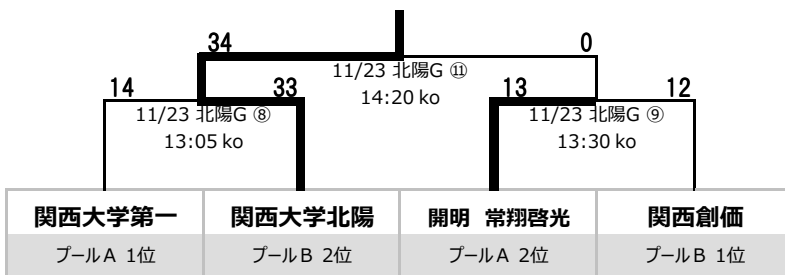 34 0
11/23 北陽G ⑪
14:20 ko
14 33 13 12
11/23 北陽G ⑧ 11/23 北陽G ⑨
13:05 ko 13:30 ko
関西大学第一 関西大学北陽 開明 常翔啓光 関西創価
プールA 1位 プールB 2位 プールA 2位 プールB 1位